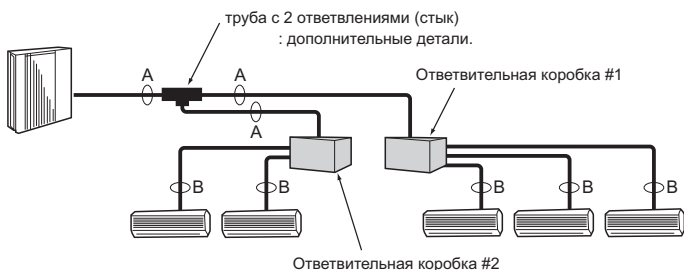 труба с 2 ответвлениями (стык)
: дополнительные детали.
Ответвительная коробка #1
A
A
A
B
B
B
B
B
Ответвительная коробка #2